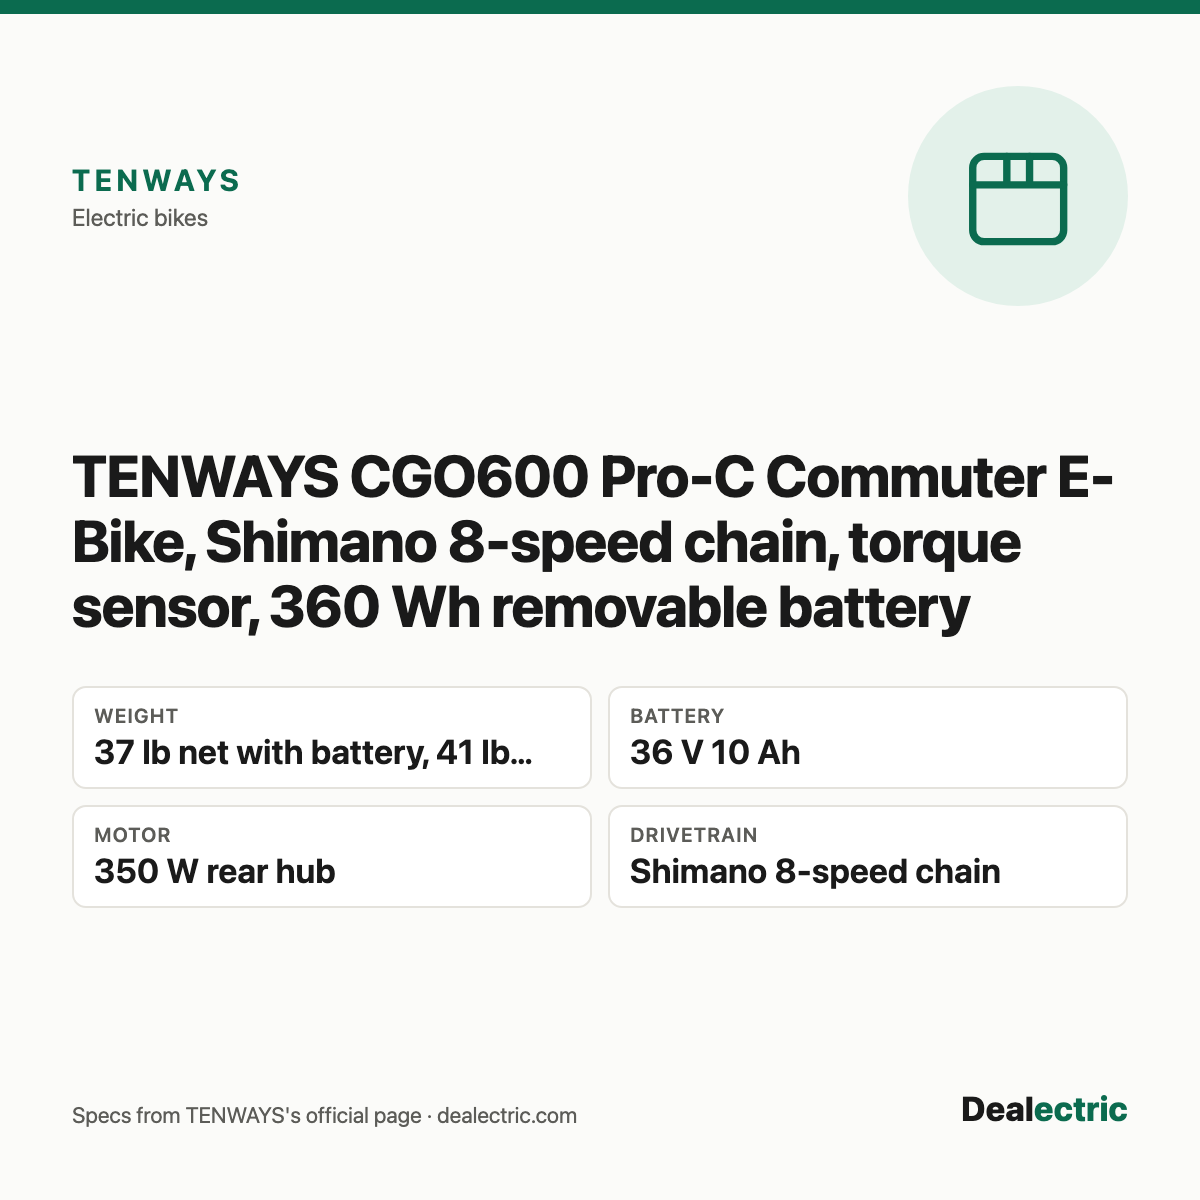 TENWAYS
Electric bikes
TENWAYS CGO600 Pro-C Commuter E-
Bike, Shimano 8-speed chain, torque
sensor, 360 Wh removable battery
WEIGHT
37 lb net with battery, 41 lb...
BATTERY
36 V 10 Ah
MOTOR
350 W rear hub
DRIVETRAIN
Shimano 8-speed chain
Specs from TENWAYS's official page · dealectric.com
Dealectric